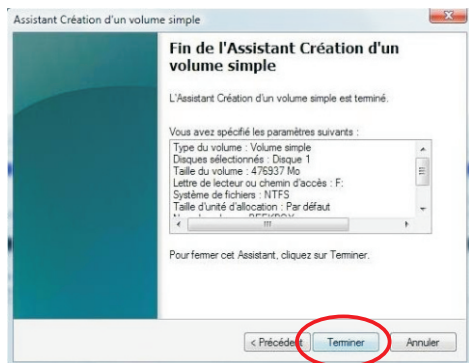 Assistant Création d'un volume simple
Fin de l'Assistant Création d'un
volume simple
L'Assistant Création d'un volume simple est terminé.
Vous avez spécifié les paramètres suivants :
Type du volume : Volume simple
Disques sélectionnés : Disque 1
Taille du volume : 476937 Mo
Lettre de lecteur ou chemin d'accès : F:
Système de fichiers : NTFS
Taille d'unité d'allocation : Par défaut
Pour fermer cet Assistant, cliquez sur Terminer.
< Précédent
Terminer
Annuler